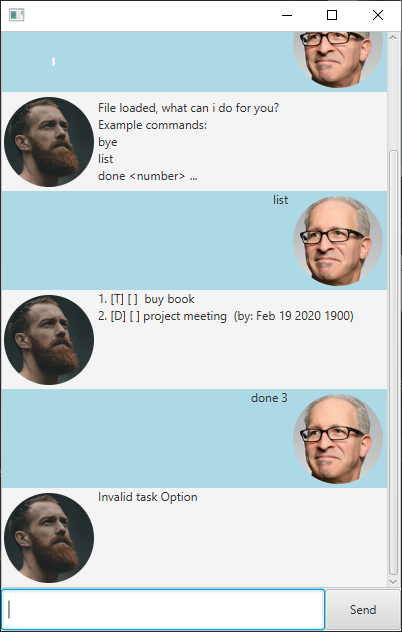 File loaded, what can i do for you?
Example commands:
bye
list
done <number> ...
list
1. [T] [ ]  buy book
2. [D] [ ] project meeting  (by: Feb 19 2020 1900)
done 3
Invalid task Option
Send